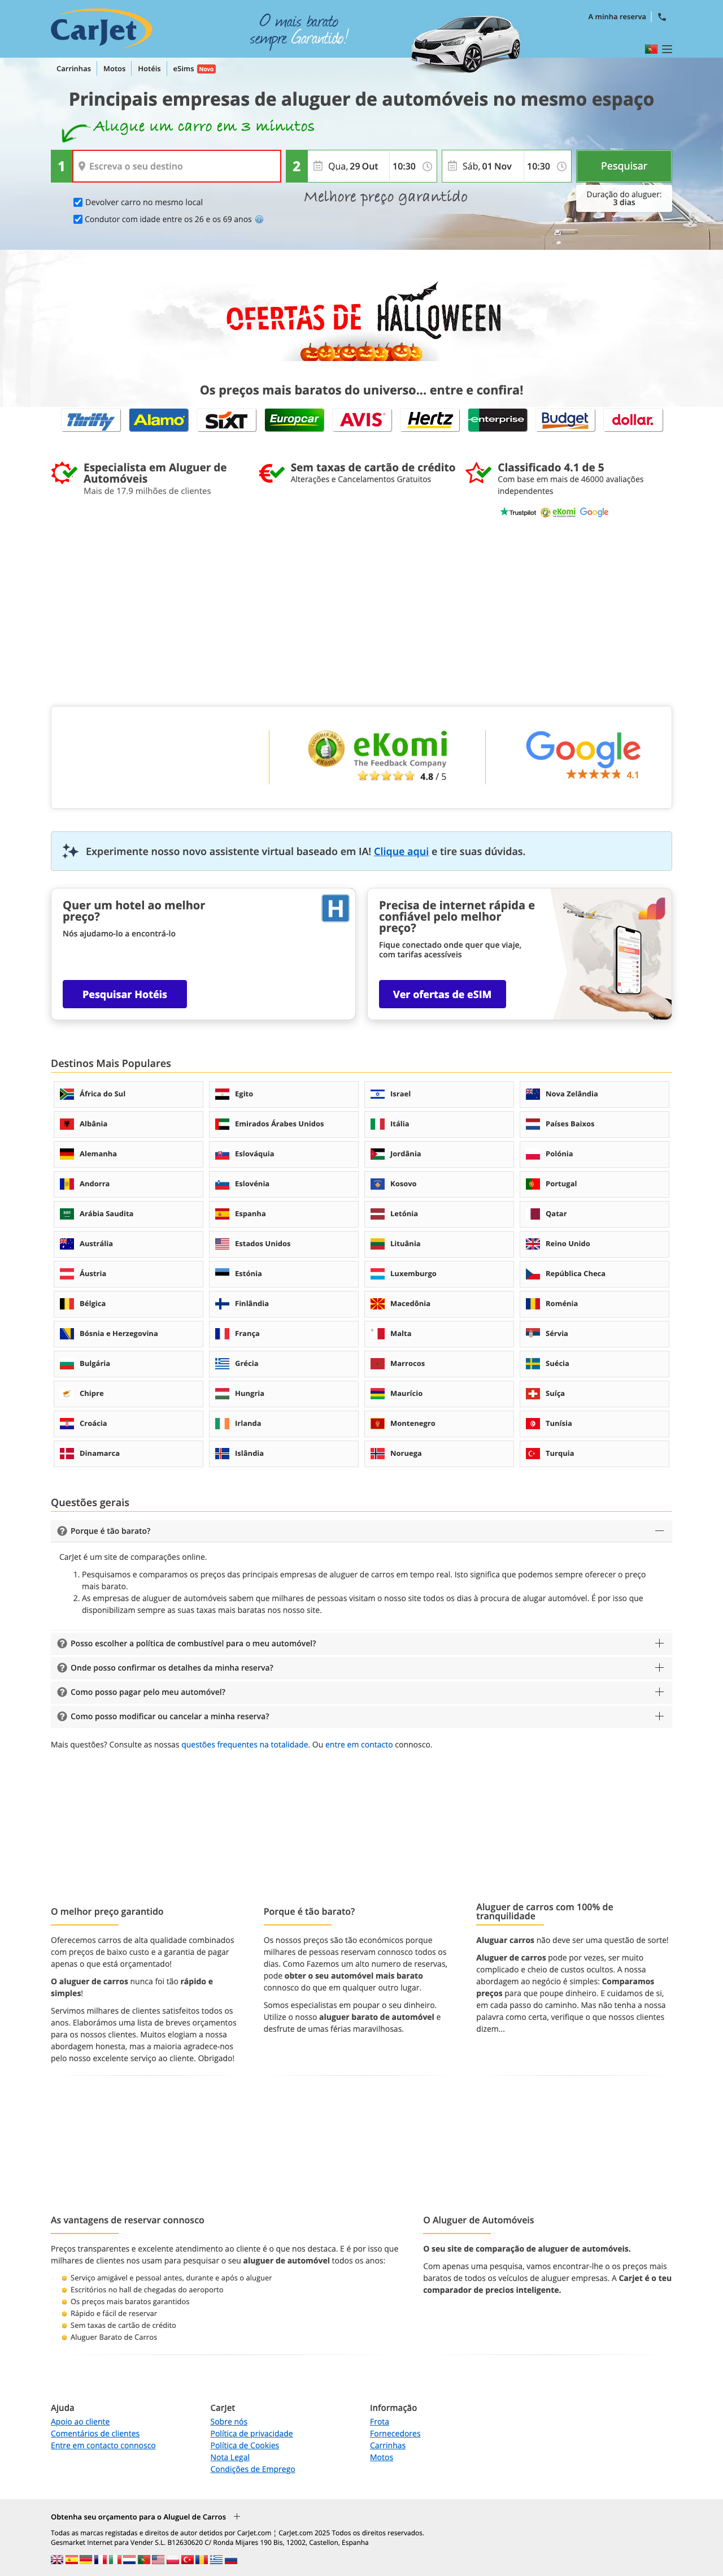 CarJet
O mais barato
sempre Garantido!
A minha reserva
Carrinhas
Motos
Hotéis
eSims Novo
Principais empresas de aluguer de automóveis no mesmo espaço
Alugue um carro em 3 minutos
1
Escreva o seu destino
2
Qua, 29 Out
10:30
Sáb, 01 Nov
10:30
Pesquisar
Devolver carro no mesmo local
Condutor com idade entre os 26 e os 69 anos
Melhore preço garantido
Duração do aluguer:
3 dias
OFERTAS DE HALLOWEEN
Os preços mais baratos do universo... entre e confira!
Thrifty
Alamo
SIXT
Europcar
AVIS
Hertz
enterprise
Budget
dollar.
Especialista em Aluguer de
Automóveis
Mais de 17.9 milhões de clientes
Sem taxas de cartão de crédito
Alterações e Cancelamentos Gratuitos
Classificado 4.1 de 5
Com base em mais de 46000 avaliações
independentes
Trustpilot
eKomi
Google
eKomi
The Feedback Company
4.8 / 5
Google
4.1
Experimente nosso novo assistente virtual baseado em IA! Clique aqui e tire suas dúvidas.
Quer um hotel ao melhor
preço?
Nós ajudamo-lo a encontrá-lo
H
Pesquisar Hotéis
Precisa de internet rápida e
confiável pelo melhor
preço?
Fique conectado onde quer que viaje,
com tarifas acessíveis
Ver ofertas de eSIM
Destinos Mais Populares
África do Sul
Egito
Israel
Nova Zelândia
Albânia
Emirados Árabes Unidos
Itália
Países Baixos
Alemanha
Eslováquia
Jordânia
Polónia
Andorra
Eslovénia
Kosovo
Portugal
Arábia Saudita
Espanha
Letónia
Qatar
Austrália
Estados Unidos
Lituânia
Reino Unido
Áustria
Estónia
Luxemburgo
República Checa
Bélgica
Finlândia
Macedônia
Roménia
Bósnia e Herzegovina
França
Malta
Sérvia
Bulgária
Grécia
Marrocos
Suécia
Chipre
Hungria
Maurício
Suíça
Croácia
Irlanda
Montenegro
Tunísia
Dinamarca
Islândia
Noruega
Turquia
Questões gerais
Porque é tão barato?
CarJet é um site de comparações online.
1. Pesquisamos e comparamos os preços das principais empresas de aluguer de carros em tempo real. Isto significa que podemos sempre oferecer o preço
mais barato.
2. As empresas de aluguer de automóveis sabem que milhares de pessoas visitam o nosso site todos os dias à procura de alugar automóvel. É por isso que
disponibilizam sempre as suas taxas mais baratas no nosso site.
Posso escolher a política de combustível para o meu automóvel?
Onde posso confirmar os detalhes da minha reserva?
Como posso pagar pelo meu automóvel?
Como posso modificar ou cancelar a minha reserva?
Mais questões? Consulte as nossas questões frequentes na totalidade. Ou entre em contacto connosco.
O melhor preço garantido
Oferecemos carros de alta qualidade combinados
com preços de baixo custo e a garantia de pagar
apenas o que está orçamento!
O aluguer de carros nunca foi tão rápido e
simples!
Servimos milhares de clientes satisfeitos todos os
anos. Elaborámos uma lista de breves orçamentos
para os nossos clientes. Muitos elogiam a nossa
abordagem honesta, mas a maioria agradece-nos
pelo nosso excelente serviço ao cliente. Obrigado!
Porque é tão barato?
Os nossos preços são tão económicos porque
milhares de pessoas reservam connosco todos os
dias. Como Fazemos um alto numero de reservas,
pode obter o seu automóvel mais barato
connosco do que em qualquer outro lugar.
Somos especialistas em poupar o seu dinheiro.
Utilize o nosso aluguer barato de automóvel e
desfrute de umas férias maravilhosas.
Aluguer de carros com 100% de
tranquilidade
Aluguar carros não deve ser uma questão de sorte!
Aluguer de carros pode por vezes, ser muito
complicado e cheio de custos ocultos. A nossa
abordagem ao negócio é simples: Comparamos
preços para que poupe dinheiro. E cuidamos de si,
em cada passo do caminho. Mas não tenha a nossa
palavra como certa, verifique o que nossos clientes
dizem...
As vantagens de reservar connosco
Preços transparentes e excelente atendimento ao cliente é o que nos destaca. E é por isso que
milhares de clientes nos usam para pesquisar o seu aluguer de automóvel todos os anos:
Serviço amigável e pessoal antes, durante e após o aluguer
Escritórios no hall de chegadas do aeroporto
Os preços mais baratos garantidos
Rápido e fácil de reservar
Sem taxas de cartão de crédito
Aluguer Barato de Carros
O Aluguer de Automóveis
O seu site de comparação de aluguer de automóveis.
Com apenas uma pesquisa, vamos encontrar-lhe o os preços mais
baratos de todos os veículos de aluguer empresas. A Carjet é o teu
comparador de precios inteligente.
Ajuda
Apoio ao cliente
Comentários de clientes
Entre em contacto connosco
CarJet
Sobre nós
Política de privacidade
Política de Cookies
Nota Legal
Condições de Emprego
Informação
Frota
Fornecedores
Carrinhas
Motos
Obtenha seu orçamento para o Aluguel de Carros
Todas as marcas registadas e direitos de autor detidos por CarJet.com ¦ CarJet.com 2025 Todos os direitos reservados.
Gesmarket Internet para Vender S.L. B12630620 C/ Ronda Mijares 190 Bis, 12002, Castellon, Espanha